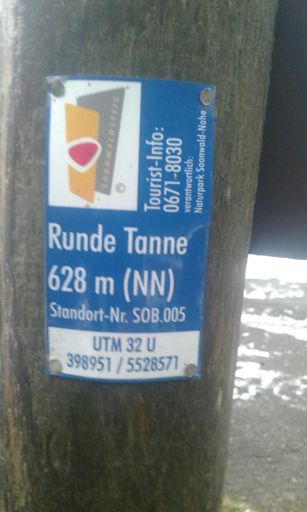 SOONWALDSTEIG
©
Tourist-Info:
0671-8030
verantwortlich:
Naturpark Soonwald-Nahe
Runde Tanne
628 m (NN)
Standort-Nr. SOB.005
UTM 32 U
398951 / 5528571